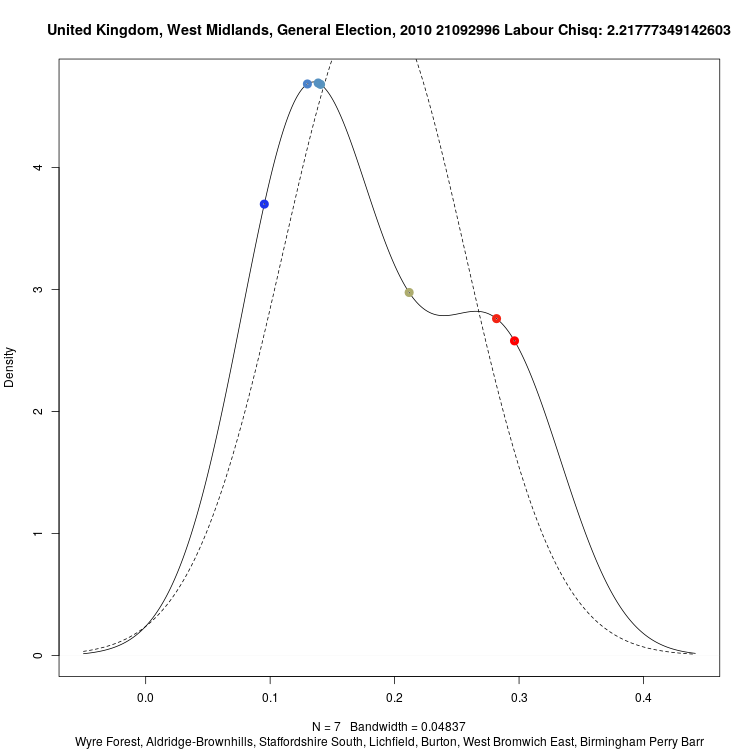 United Kingdom, West Midlands, General Election, 2010 21092996 Labour Chisq: 2.21777349142603
Density
4
3
2
1
0
0.0 0.1 0.2 0.3 0.4
N = 7 Bandwidth = 0.04837
Wyre Forest, Aldridge-Brownhills, Staffordshire South, Lichfield, Burton, West Bromwich East, Birmingham Perry Barr